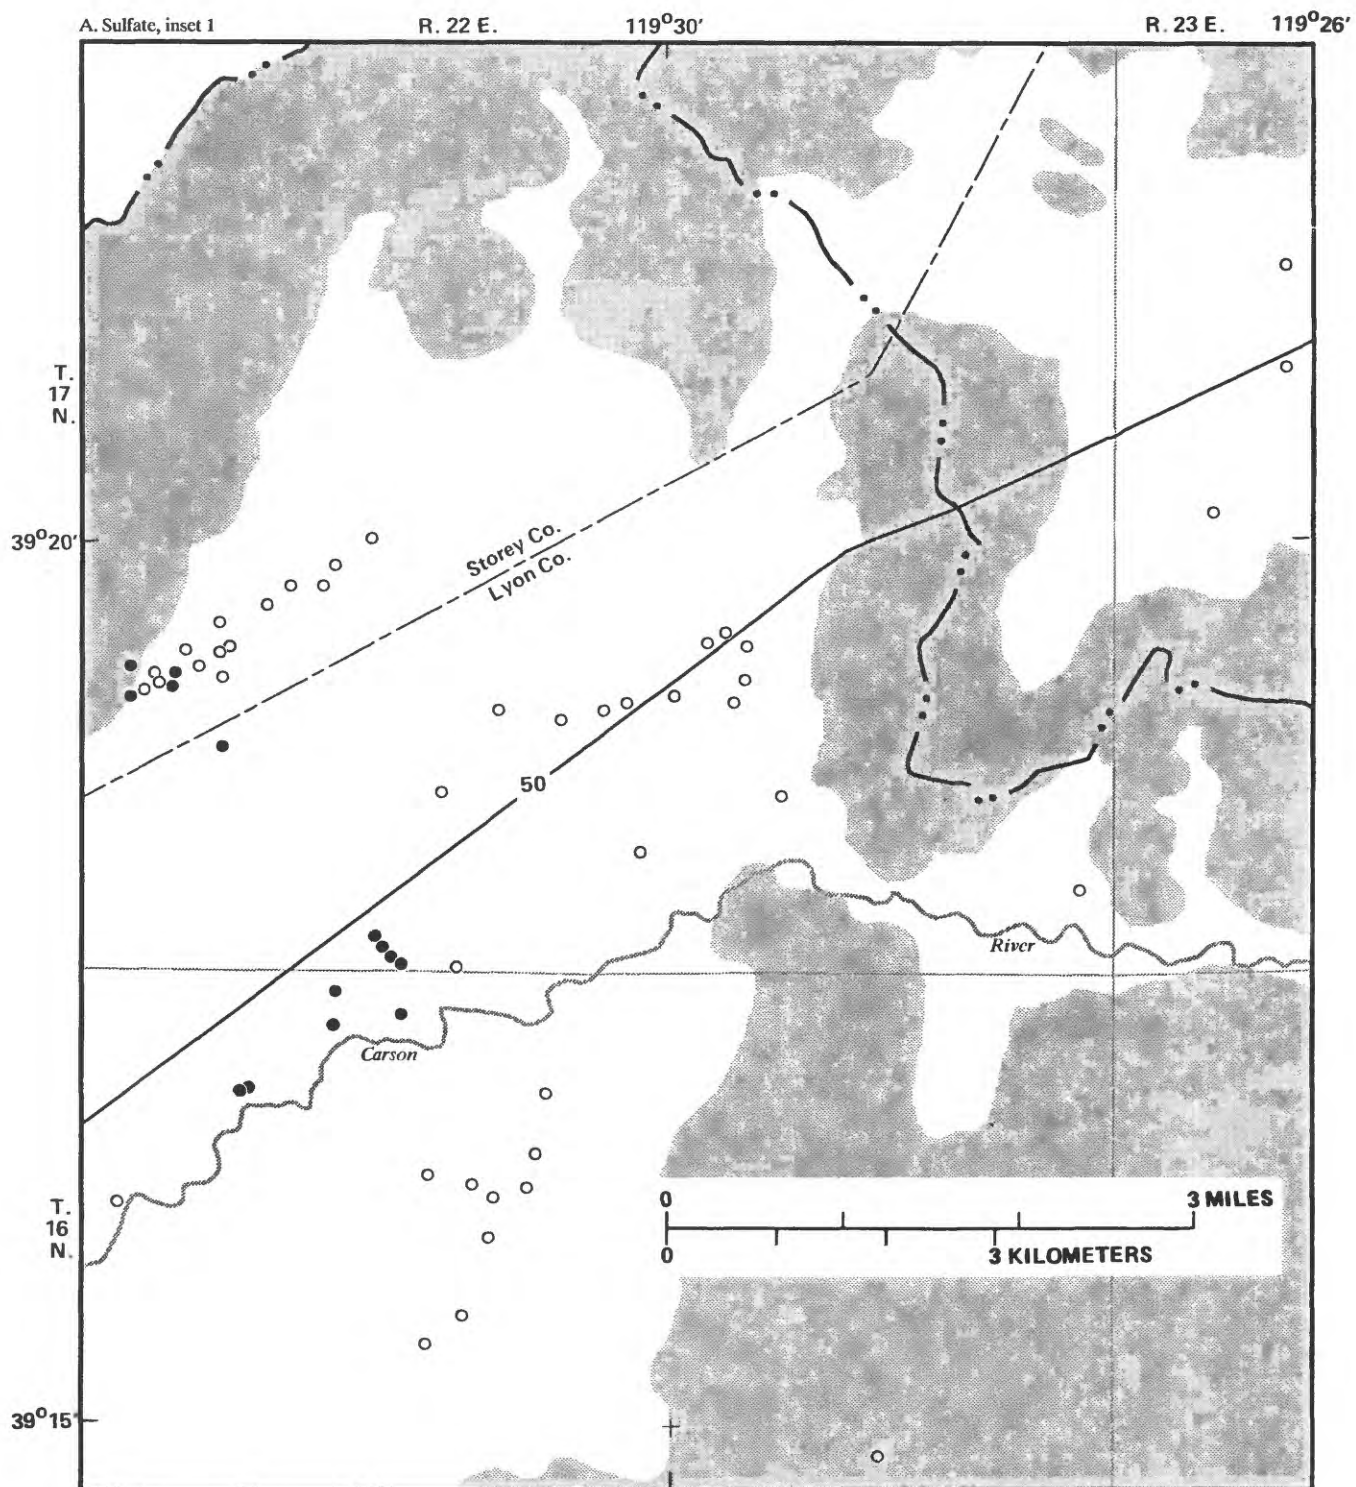 A. Sulfate, inset 1
R. 22 E.
119°30'
R. 23 E.
119°26'
T.
17
N.
39°20'
Storey Co.
Lyon Co.
50
River
Carson
T.
16
N.
0
3 MILES
0
3 KILOMETERS
39°15'